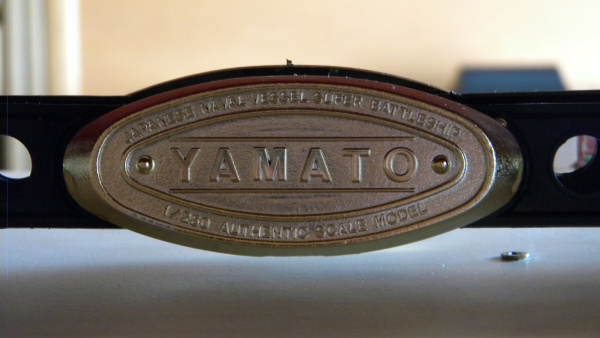 JAPANESE NAVAL VESSEL SUPER BATTLESHIP
YAMATO
1/250 AUTHENTIC SCALE MODEL